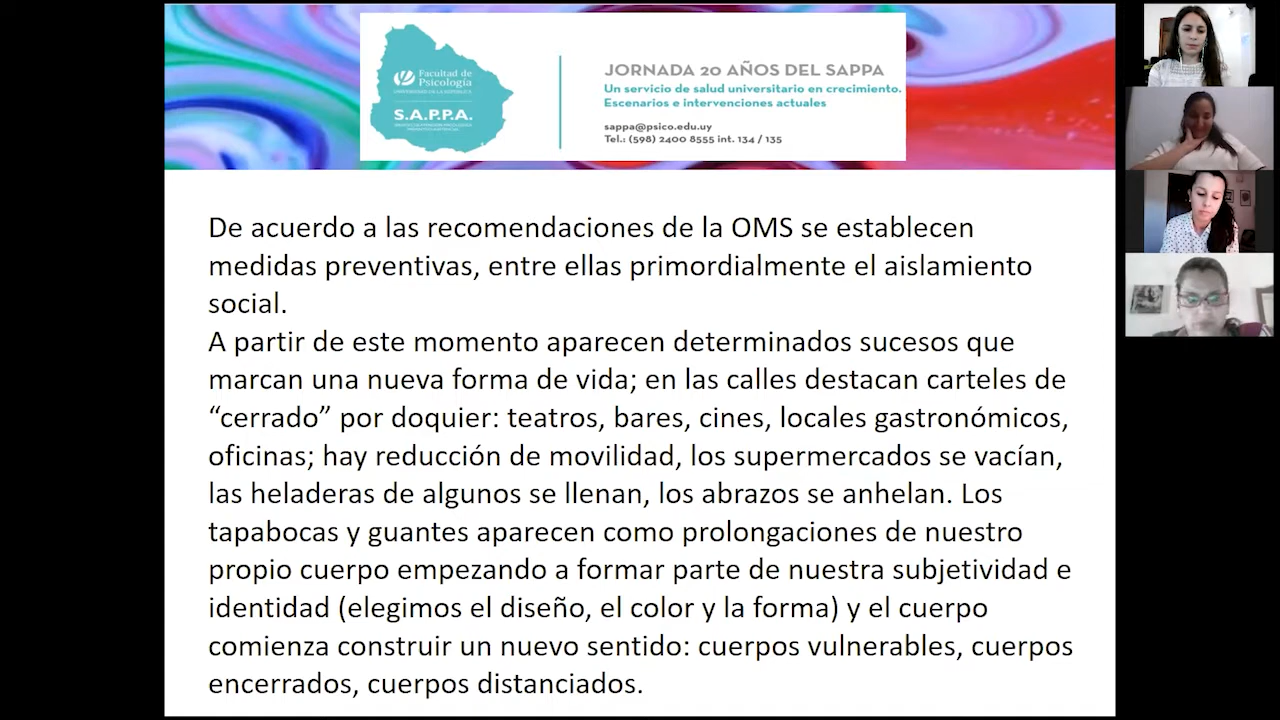 Facultad de
Psicología
UNIVERSIDAD DE LA REPÚBLICA
S.A.P.P.A.
JORNADA 20 AÑOS DEL SAPPA
Un servicio de salud universitario en crecimiento.
Escenarios e intervenciones actuales
sappa@psico.edu.uy
Tel.: (598) 2400 8555 int. 134 / 135
De acuerdo a las recomendaciones de la OMS se establecen
medidas preventivas, entre ellas primordialmente el aislamiento
social.
A partir de este momento aparecen determinados sucesos que
marcan una nueva forma de vida; en las calles destacan carteles de
“cerrado” por doquier: teatros, bares, cines, locales gastronómicos,
oficinas; hay reducción de movilidad, los supermercados se vacían,
las heladeras de algunos se llenan, los abrazos se anhelan. Los
tapabocas y guantes aparecen como prolongaciones de nuestro
propio cuerpo empezando a formar parte de nuestra subjetividad e
identidad (elegimos el diseño, el color y la forma) y el cuerpo
comienza construir un nuevo sentido: cuerpos vulnerables, cuerpos
encerrados, cuerpos distanciados.